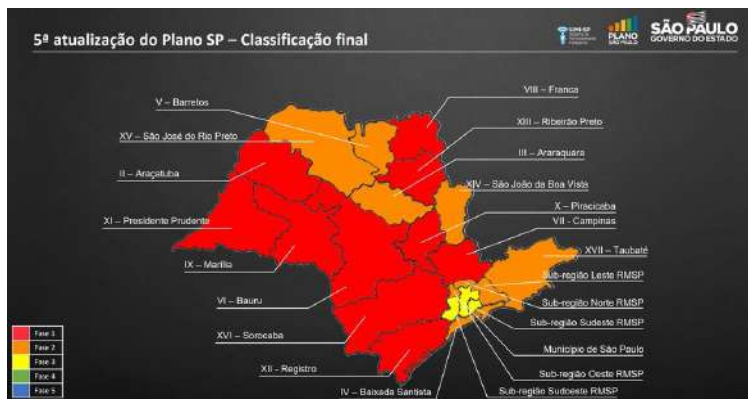 5ª atualização do Plano SP – Classificação final
PLANO
SÃO PAULO
SÃO PAULO
GOVERNO DO ESTADO
VIII – Franca
V – Barretos
XIII – Ribeirão Preto
XV – São José do Rio Preto
III – Araraquara
II – Araçatuba
XIV – São João da Boa Vista
X – Piracicaba
XI – Presidente Prudente
VII - Campinas
XVII – Taubaté
IX – Marília
Sub-região Leste RMSP
VI – Bauru
Sub-região Norte RMSP
Sub-região Sudeste RMSP
XVI – Sorocaba
Município de São Paulo
XII - Registro
Sub-região Oeste RMSP
IV – Baixada Santista
Sub-região Sudoeste RMSP
Fase 1
Fase 2
Fase 3
Fase 4
Fase 5